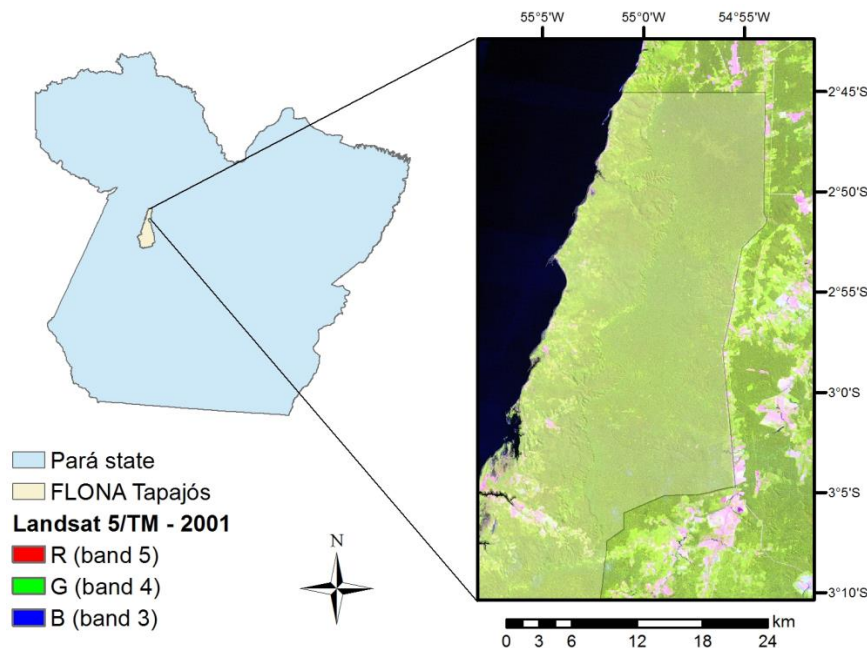 55°5'W 55°0'W 54°55'W
2°45'S
2°50'S
2°55'S
3°0'S
3°5'S
3°10'S
Pará state
FLONA Tapajós
Landsat 5/TM - 2001
R (band 5)
G (band 4)
B (band 3)
N
km
0 3 6 12 18 24